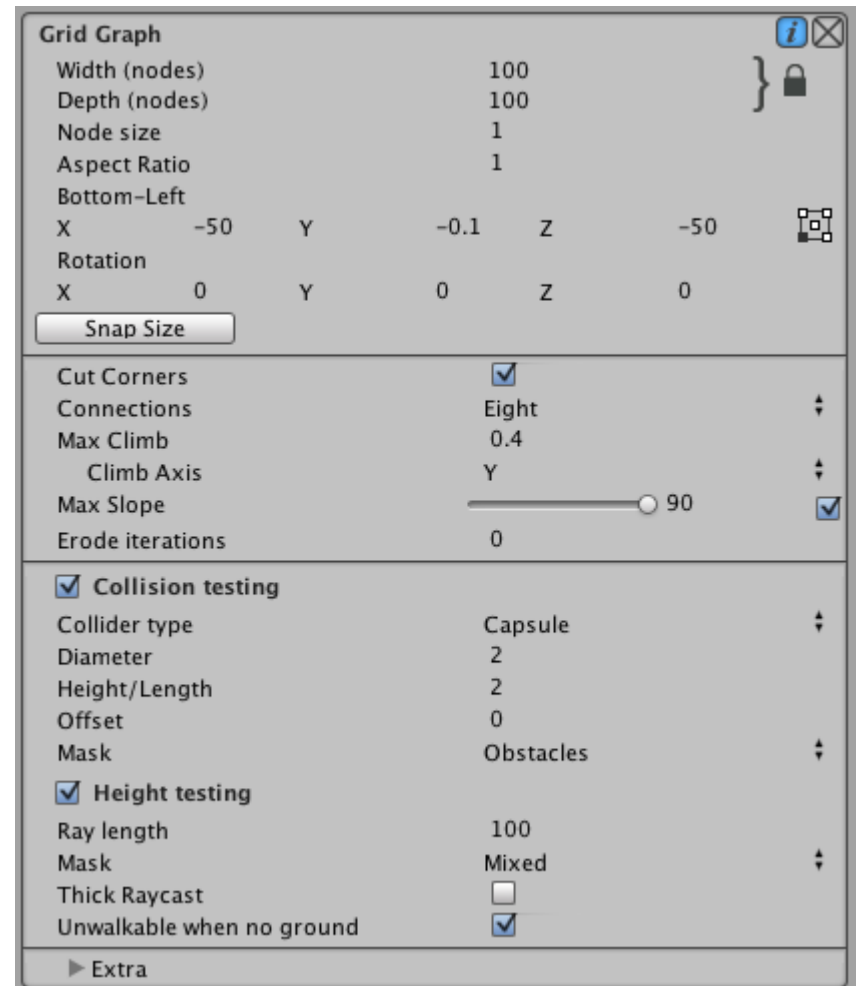 Grid Graph
Width (nodes) 100
Depth (nodes) 100
Node size 1
Aspect Ratio 1
Bottom-Left
X -50 Y -0.1 Z -50
Rotation
X 0 Y 0 Z 0
Snap Size
Cut Corners
Connections Eight
Max Climb 0.4
Climb Axis Y
Max Slope 90
Erode iterations 0
Collision testing
Collider type Capsule
Diameter 2
Height/Length 2
Offset 0
Mask Obstacles
Height testing
Ray length 100
Mask Mixed
Thick Raycast
Unwalkable when no ground
Extra